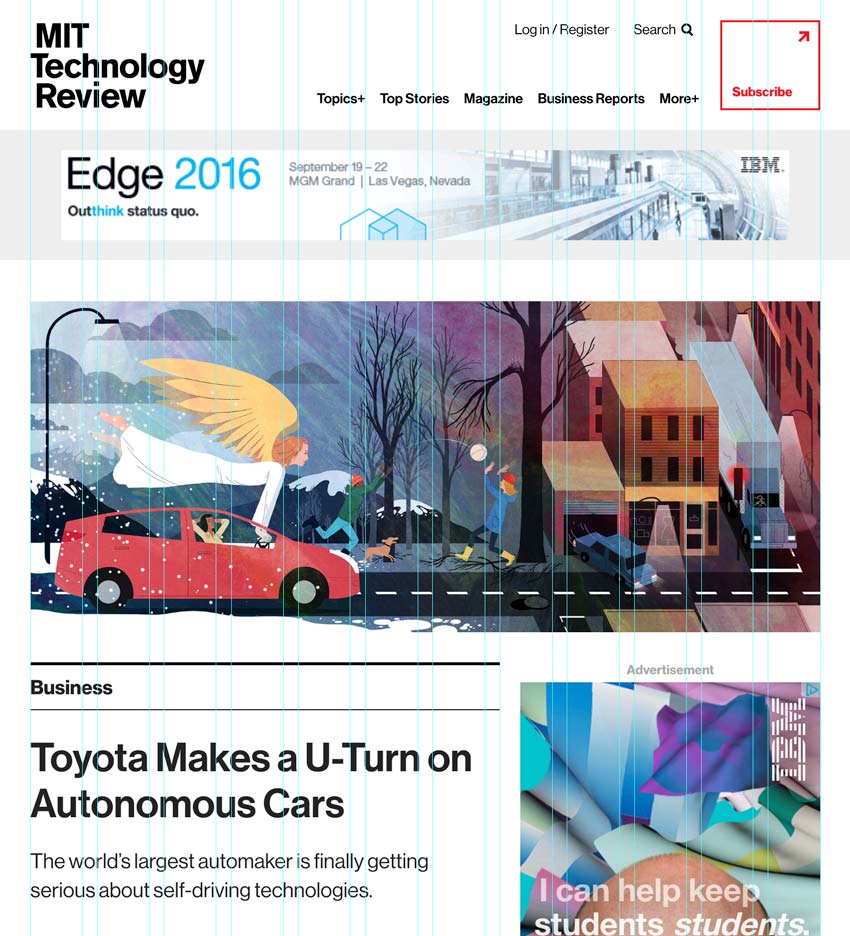 MIT
Technology
Review
Log in / Register
Search
Topics+
Top Stories
Magazine
Business Reports
More+
Subscribe
Edge 2016
September 19 – 22
MGM Grand | Las Vegas, Nevada
IBM
Outthink status quo.
Business
Toyota Makes a U-Turn on
Autonomous Cars
The world's largest automaker is finally getting
serious about self-driving technologies.
Advertisement
IBM
I can help keep
students students.